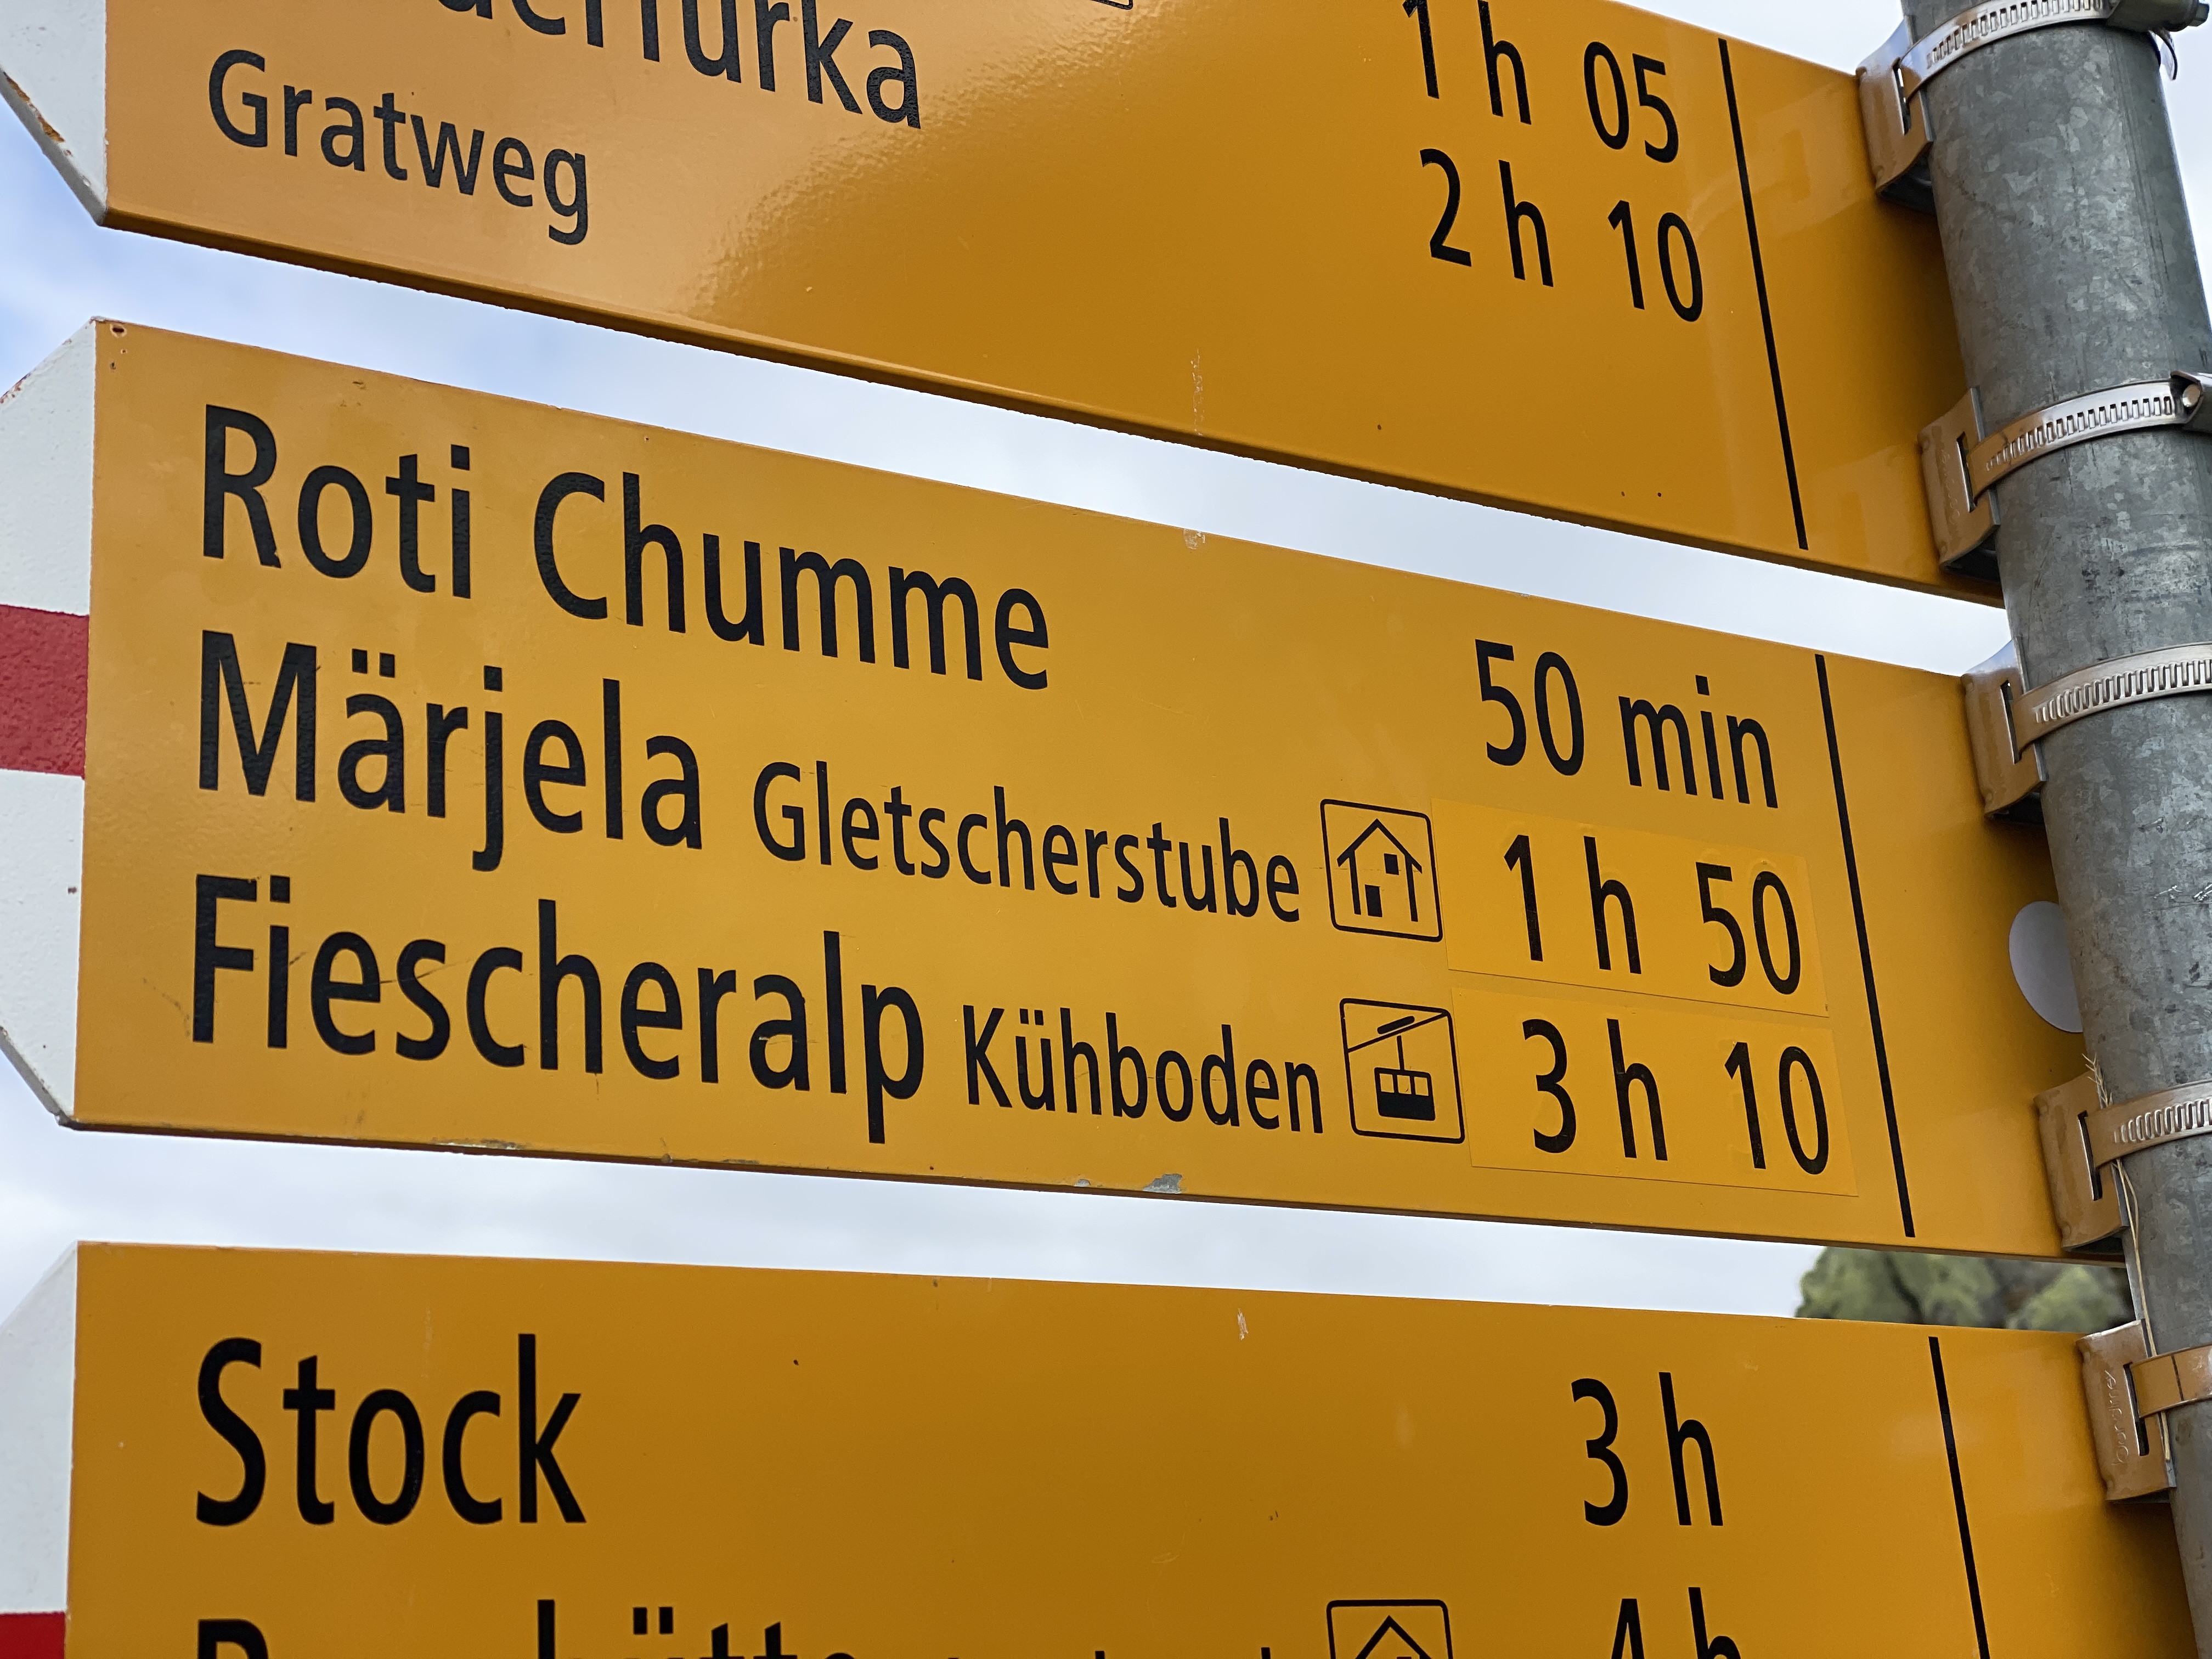 1 h 05
Gratweg 2 h 10
Roti Chumme 50 min
Märjela Gletscherstube 1 h 50
Fiescheralp Kühboden 3 h 10
Stock 3 h
4 h